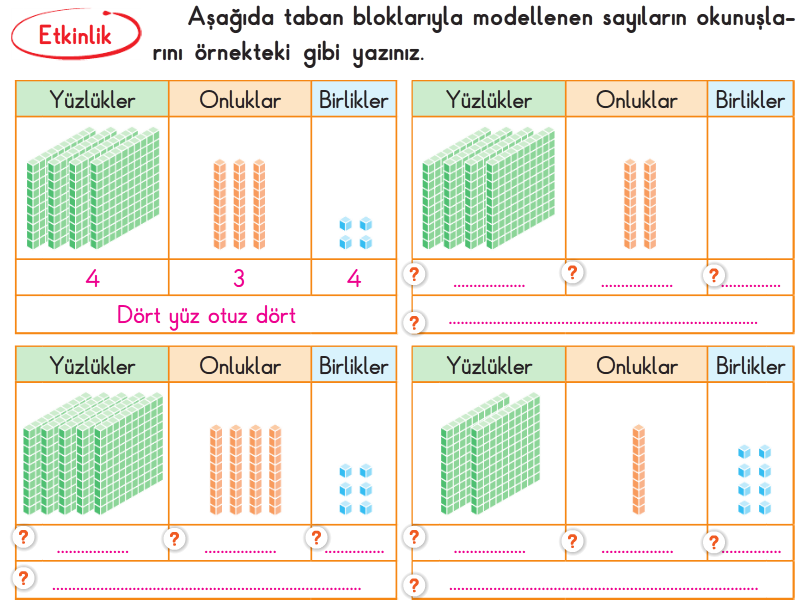 Etkinlik
Aşağıda taban bloklarıyla modellenen sayıların okunuşla-
rını örnekteki gibi yazınız.
Yüzlükler Onluklar Birlikler
4 3 4
Dört yüz otuz dört
Yüzlükler Onluklar Birlikler
? .................. ? .................. ? ...............
? ..............................................................................
Yüzlükler Onluklar Birlikler
? .................. ? .................. ? ...............
? ..............................................................................
Yüzlükler Onluklar Birlikler
? .................. ? .................. ? ...............
? ..............................................................................